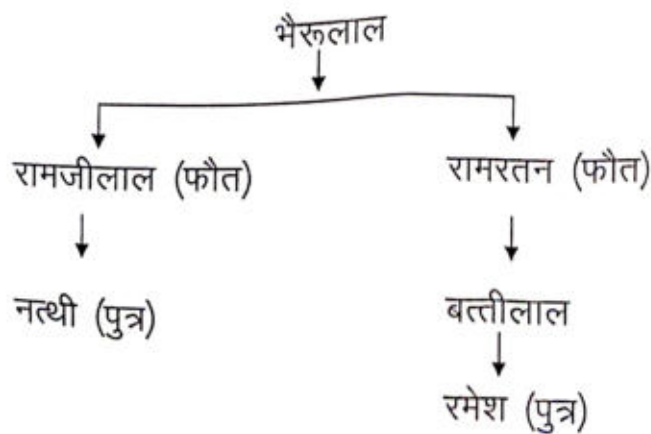 भैरूलाल
रामजीलाल (फौत) रामरतन (फौत)
नत्थी (पुत्र) बत्तीलाल
रमेश (पुत्र)